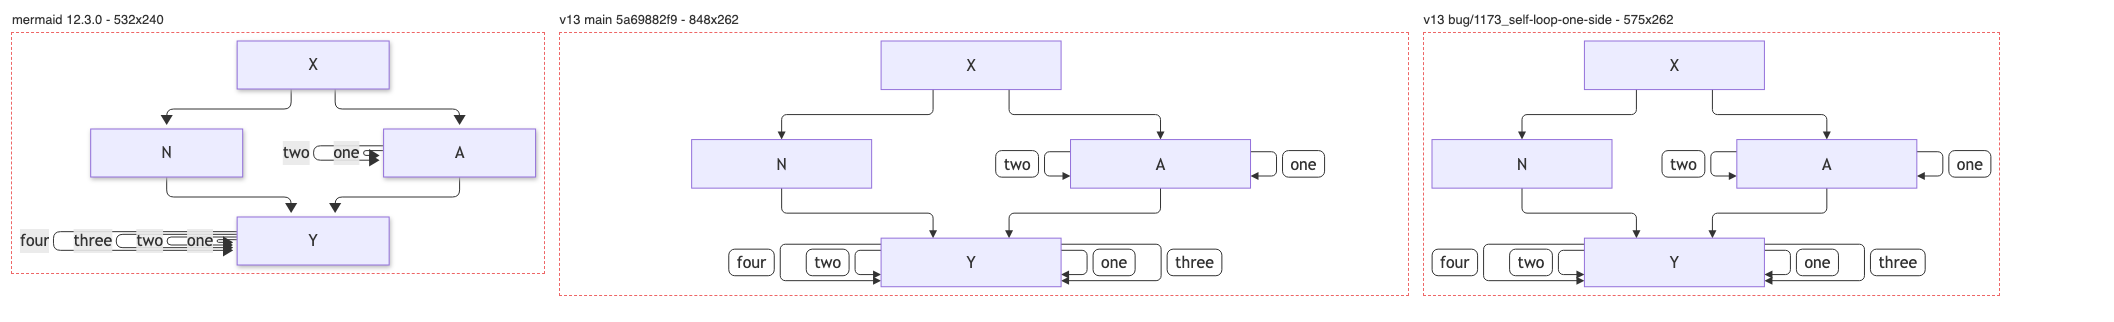 mermaid 12.3.0 - 532x240
X
N
two one A
four three two one Y
v13 main 5a69882f9 - 848x262
X
N
two A one
four two Y one three
v13 bug/1173_self-loop-one-side - 575x262
X
N
two A one
four two Y one three